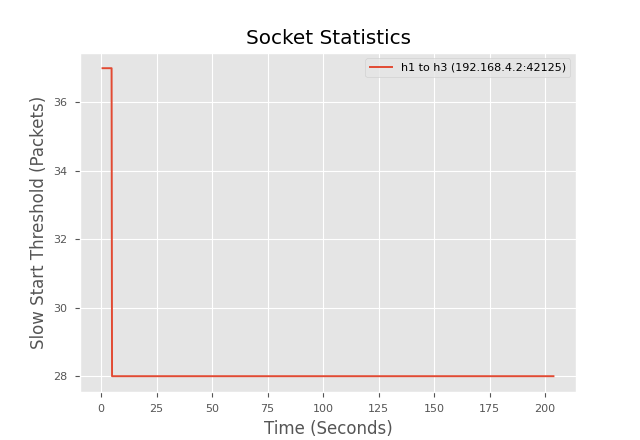 Socket Statistics
h1 to h3 (192.168.4.2:42125)
Slow Start Threshold (Packets)
36
34
32
30
28
0 25 50 75 100 125 150 175 200
Time (Seconds)